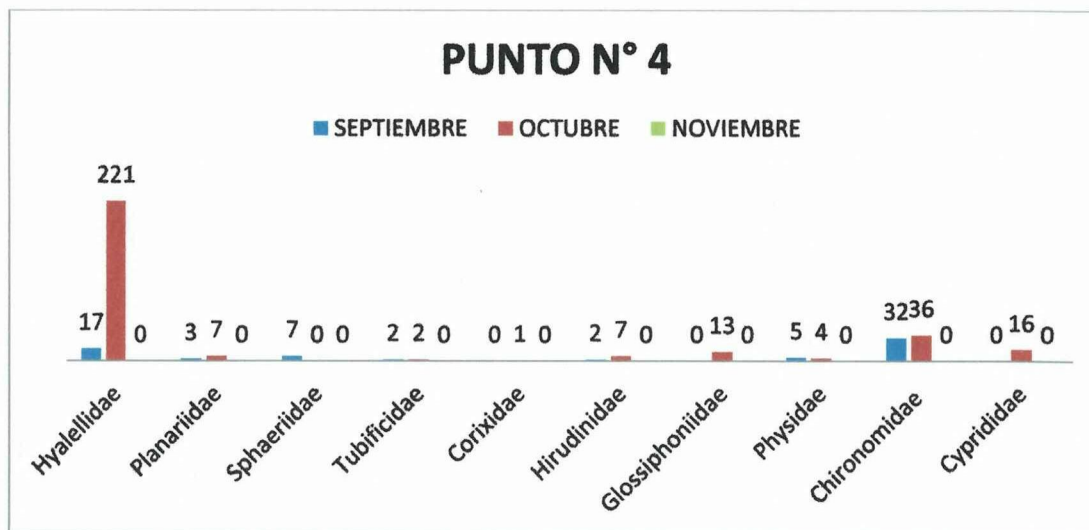 PUNTO N° 4
SEPTIEMBRE OCTUBRE NOVIEMBRE
221
17 0 3 7 0 7 0 0 2 2 0 0 1 0 2 7 0 0 13 0 5 4 0 32 36 0 0 16 0
Hyalellidae Planariidae Sphaeriidae Tubificidae Corixidae Hirudinidae Glossiphoniidae Physidae Chironomidae Cyprididae